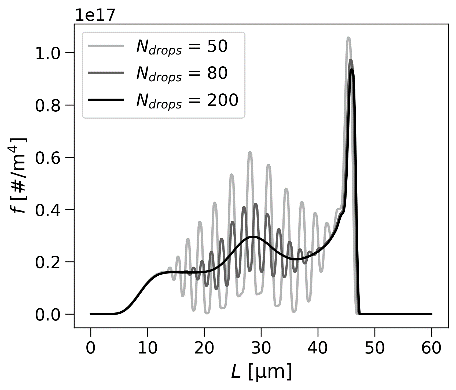 1e17
1.0
0.8
0.6
0.4
0.2
0.0
f [#/m⁴]
N_drops = 50
N_drops = 80
N_drops = 200
0 10 20 30 40 50 60
L [µm]